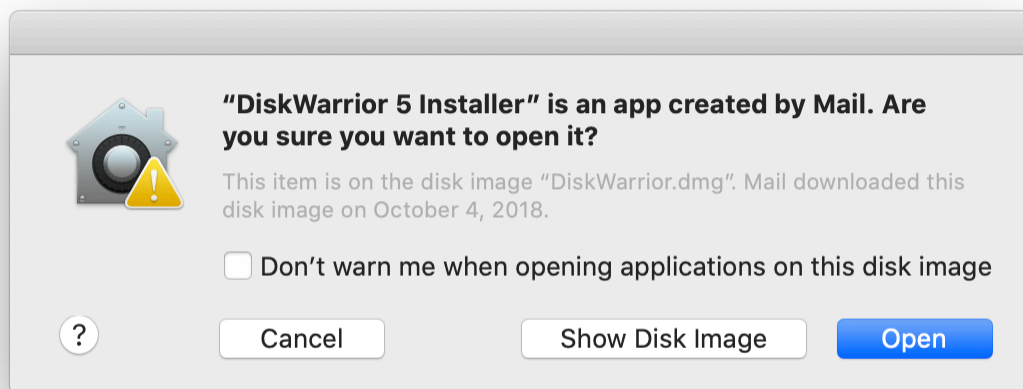 “DiskWarrior 5 Installer” is an app created by Mail. Are
you sure you want to open it?
This item is on the disk image “DiskWarrior.dmg”. Mail downloaded this
disk image on October 4, 2018.
Don’t warn me when opening applications on this disk image
?
Cancel
Show Disk Image
Open